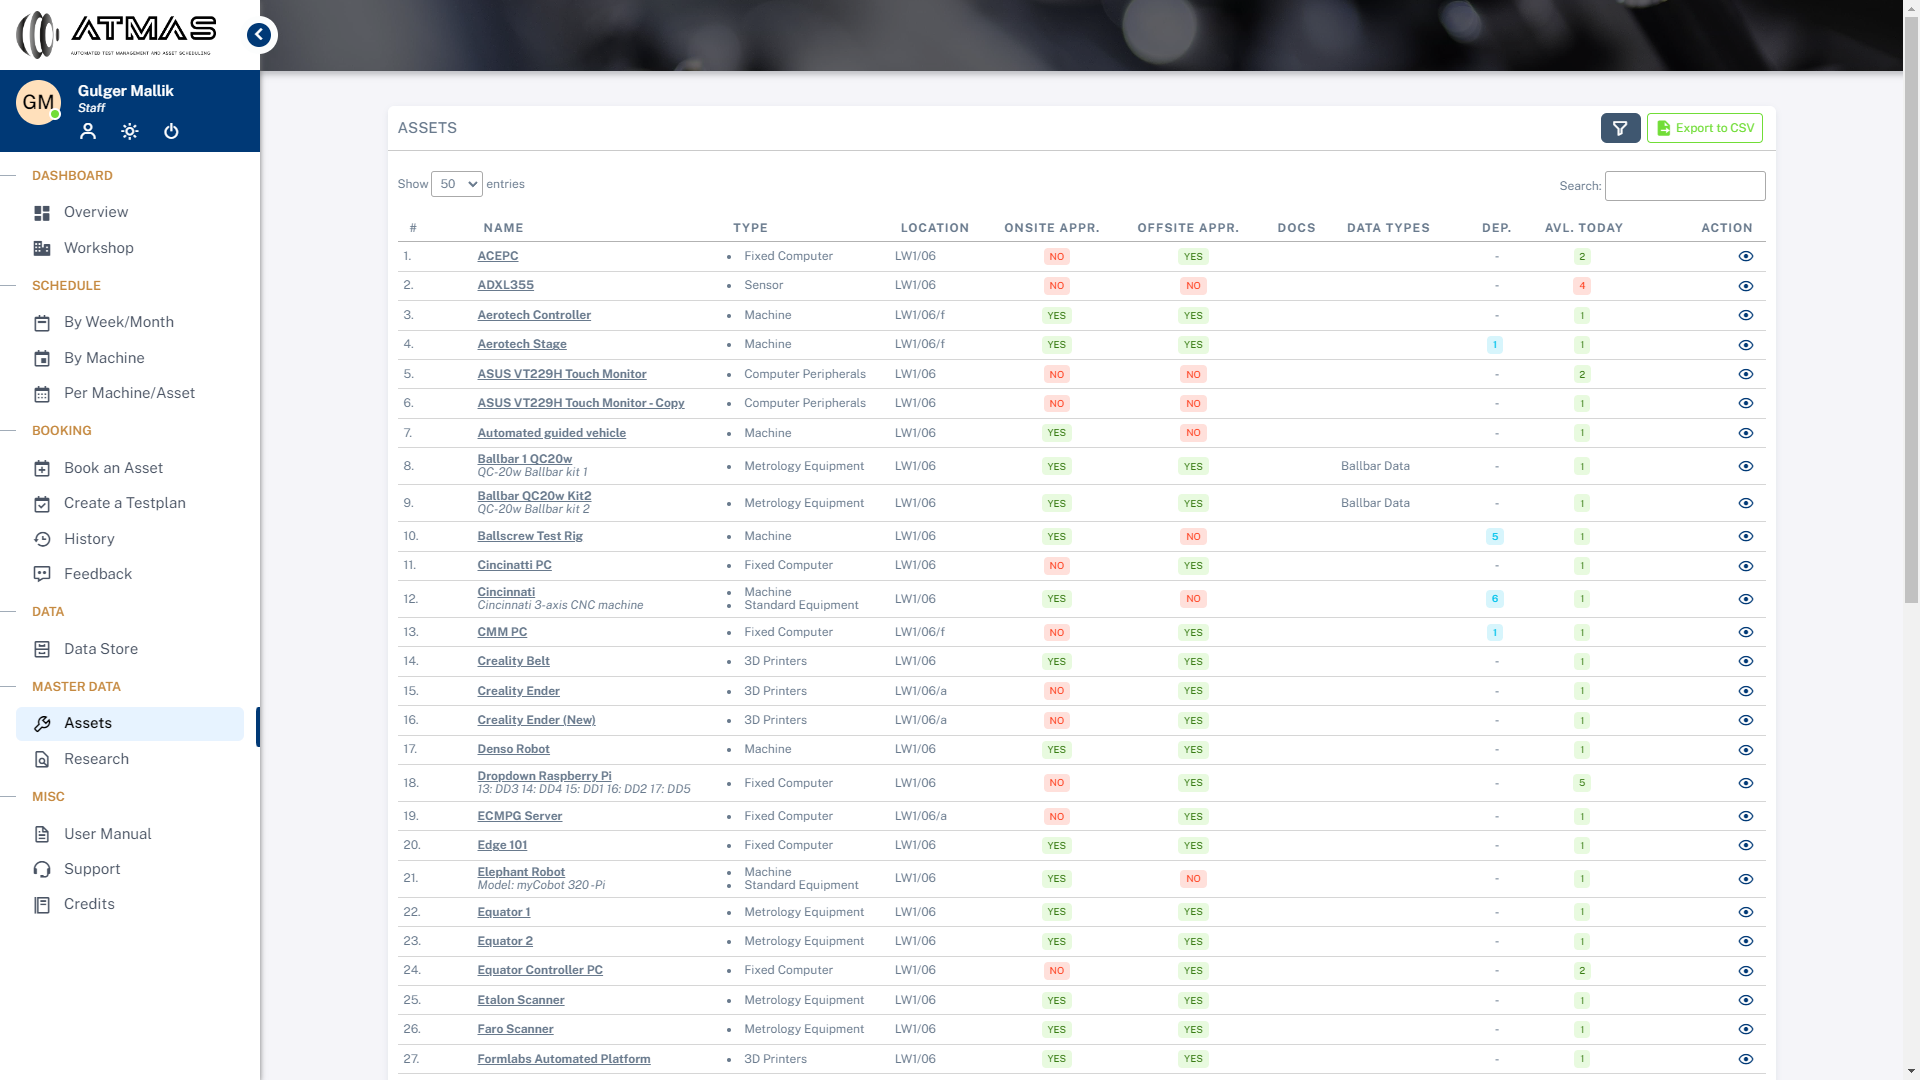 ATMAS
AUTOMATED TEST MANAGEMENT AND ASSET SCHEDULING
GM
Gulger Mallik
Staff
DASHBOARD
Overview
Workshop
SCHEDULE
By Week/Month
By Machine
Per Machine/Asset
BOOKING
Book an Asset
Create a Testplan
History
Feedback
DATA
Data Store
MASTER DATA
Assets
Research
MISC
User Manual
Support
Credits
ASSETS
Export to CSV
Show 50 entries
Search:
# NAME TYPE LOCATION ONSITE APPR. OFFSITE APPR. DOCS DATA TYPES DEP. AVL. TODAY ACTION
1. ACEPC • Fixed Computer LW1/06 NO YES - 2
2. ADXL355 • Sensor LW1/06 NO NO - 4
3. Aerotech Controller • Machine LW1/06/f YES YES - 1
4. Aerotech Stage • Machine LW1/06/f YES YES 1 1
5. ASUS VT229H Touch Monitor • Computer Peripherals LW1/06 NO NO - 2
6. ASUS VT229H Touch Monitor - Copy • Computer Peripherals LW1/06 NO NO - 1
7. Automated guided vehicle • Machine LW1/06 YES NO - 1
8. Ballbar 1 QC20w • Metrology Equipment LW1/06 YES YES Ballbar Data - 1
QC-20w Ballbar kit 1
9. Ballbar QC20w Kit2 • Metrology Equipment LW1/06 YES YES Ballbar Data - 1
QC-20w Ballbar kit 2
10. Ballscrew Test Rig • Machine LW1/06 YES NO 5 1
11. Cincinatti PC • Fixed Computer LW1/06 NO YES - 1
12. Cincinnati • Machine LW1/06 YES NO 6 1
Cincinnati 3-axis CNC machine • Standard Equipment
13. CMM PC • Fixed Computer LW1/06/f NO YES 1 1
14. Creality Belt • 3D Printers LW1/06 YES YES - 1
15. Creality Ender • 3D Printers LW1/06/a NO YES - 1
16. Creality Ender (New) • 3D Printers LW1/06/a NO YES - 1
17. Denso Robot • Machine LW1/06 YES YES - 1
18. Dropdown Raspberry Pi • Fixed Computer LW1/06 NO YES - 5
13: DD3 14: DD4 15: DD1 16: DD2 17: DD5
19. ECMPG Server • Fixed Computer LW1/06/a NO YES - 1
20. Edge 101 • Fixed Computer LW1/06 YES YES - 1
21. Elephant Robot • Machine LW1/06 YES NO - 1
Model: myCobot 320 -Pi • Standard Equipment
22. Equator 1 • Metrology Equipment LW1/06 YES YES - 1
23. Equator 2 • Metrology Equipment LW1/06 YES YES - 1
24. Equator Controller PC • Fixed Computer LW1/06 NO YES - 2
25. Etalon Scanner • Metrology Equipment LW1/06 YES YES - 1
26. Faro Scanner • Metrology Equipment LW1/06 YES YES - 1
27. Formlabs Automated Platform • 3D Printers LW1/06 YES YES - 1